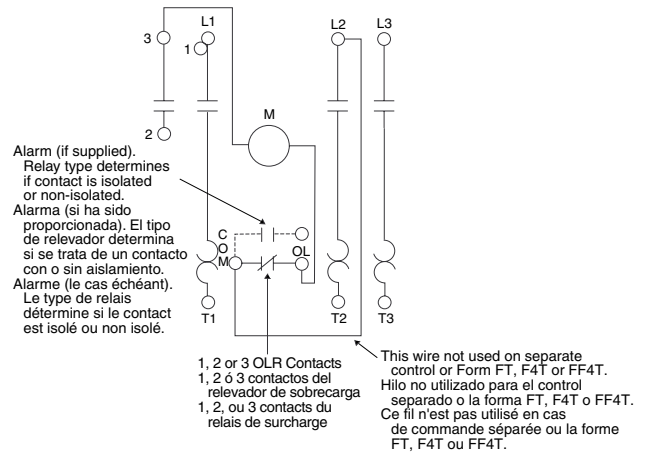 L1
L2
L3
3
1
M
2
Alarm (if supplied).
Relay type determines
if contact is isolated
or non-isolated.
Alarma (si ha sido
proporcionada). El tipo
de relevador determina
si se trata de un contacto
con o sin aislamiento.
Alarme (le cas échéant).
Le type de relais
détermine si le contact
est isolé ou non isolé.
C
O
M
OL
T1
T2
T3
1, 2 or 3 OLR Contacts
1, 2 ó 3 contactos del
relevador de sobrecarga
1, 2, ou 3 contacts du
relais de surcharge
This wire not used on separate
control or Form FT, F4T or FF4T.
Hilo no utilizado para el control
separado o la forma FT, F4T o FF4T.
Ce fil n'est pas utilisé en cas
de commande séparée ou la forme
FT, F4T ou FF4T.